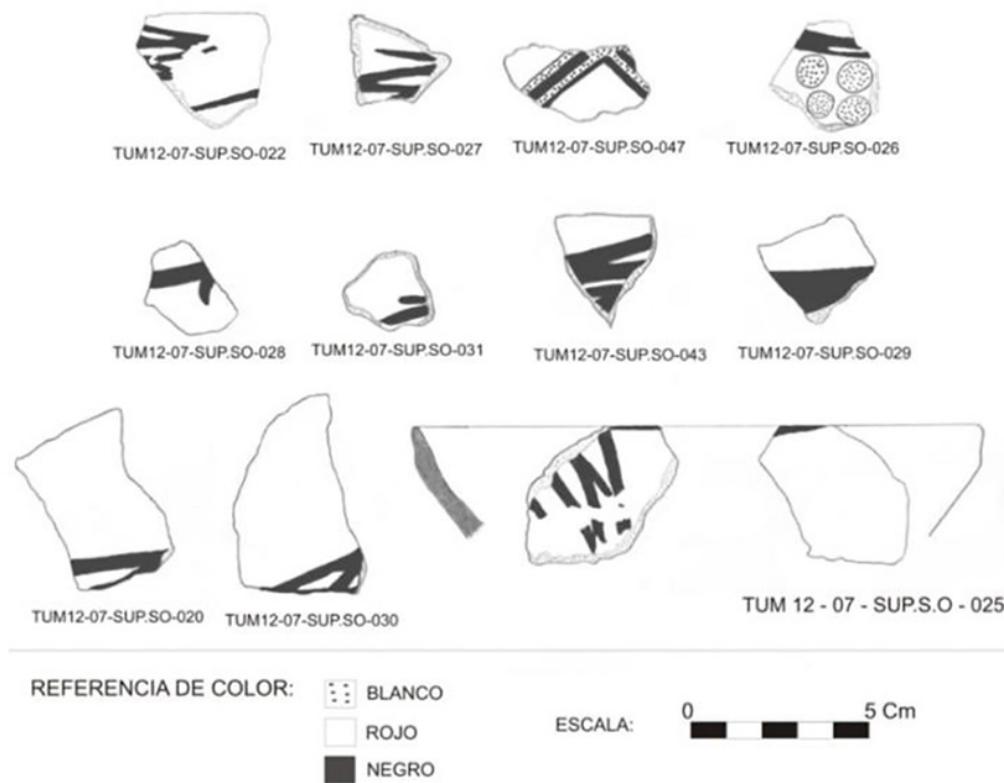 TUM12-07-SUP.SO-022 TUM12-07-SUP.SO-027 TUM12-07-SUP.SO-047 TUM12-07-SUP.SO-026
TUM12-07-SUP.SO-028 TUM12-07-SUP.SO-031 TUM12-07-SUP.SO-043 TUM12-07-SUP.SO-029
TUM12-07-SUP.SO-020 TUM12-07-SUP.SO-030 TUM 12 - 07 - SUP.S.O - 025
REFERENCIA DE COLOR:
BLANCO
ROJO
NEGRO
ESCALA:
0 5 Cm